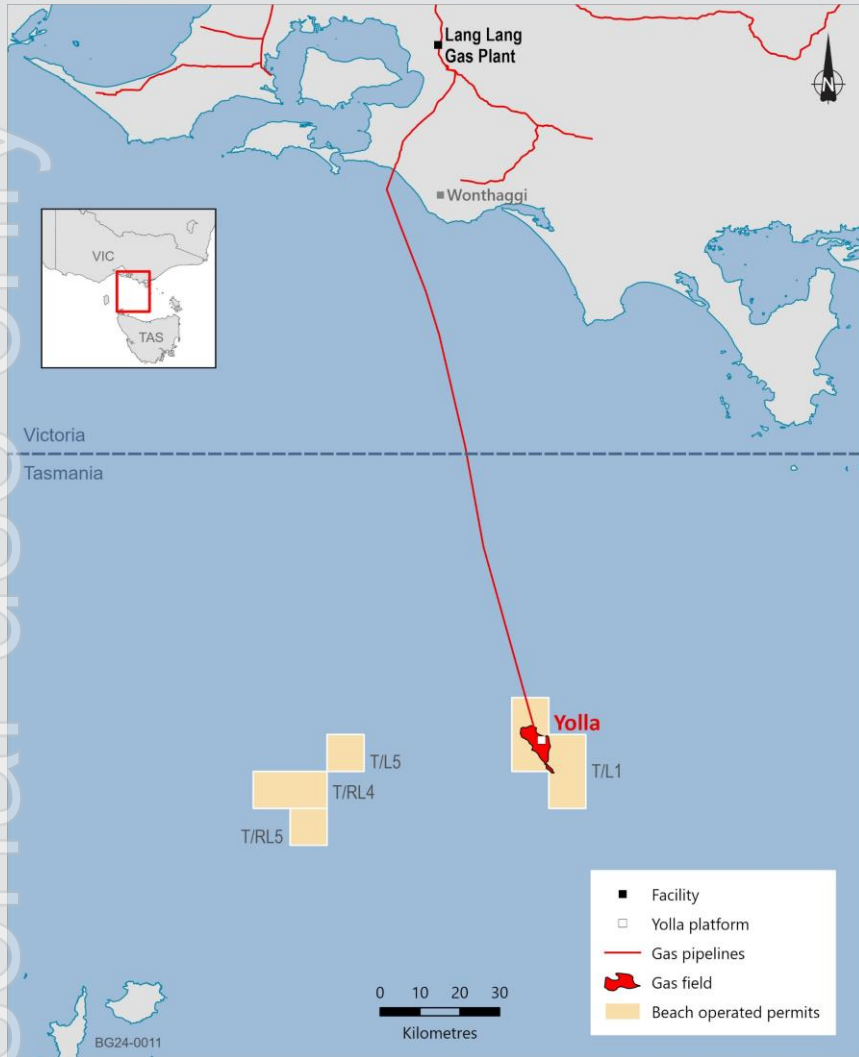 Lang Lang
Gas Plant
N
Wonthaggi
VIC
TAS
Victoria
Tasmania
Yolla
T/L5
T/L1
T/RL4
T/RL5
Facility
Yolla platform
Gas pipelines
Gas field
Beach operated permits
0 10 20 30
Kilometres
BG24-0011